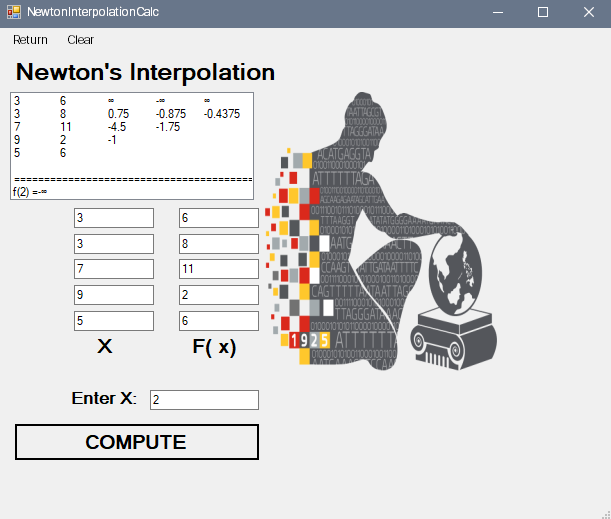 NewtonInterpolationCalc
Return Clear
Newton's Interpolation
3 6 ∞ -∞ ∞
3 8 0.75 -0.875 -0.4375
7 11 -4.5 -1.75
9 2 -1
5 6
==========================================
f(2) =-∞
3 6
3 8
7 11
9 2
5 6
X F( x)
Enter X: 2
COMPUTE
ACATGAGGTA
ATTTTTTAGA
1925